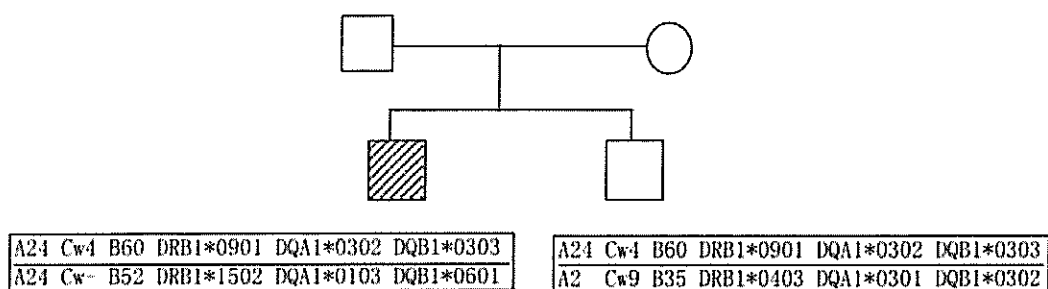 A24 Cw4 B60 DRB1*0901 DQA1*0302 DQB1*0303
A24 Cw- B52 DRB1*1502 DQA1*0103 DQB1*0601
A24 Cw4 B60 DRB1*0901 DQA1*0302 DQB1*0303
A2 Cw9 B35 DRB1*0403 DQA1*0301 DQB1*0302